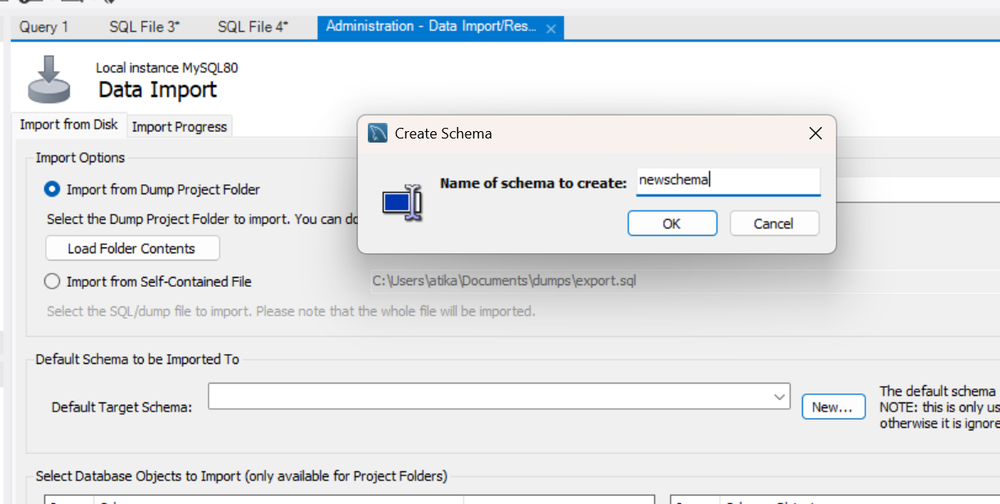 Query 1 SQL File 3* SQL File 4* Administration - Data Import/Res...
Local instance MySQL80
Data Import
Import from Disk Import Progress
Create Schema
Name of schema to create: newschema
OK Cancel
Import Options
Import from Dump Project Folder
Select the Dump Project Folder to import. You can do
Load Folder Contents
Import from Self-Contained File C:\Users\atika\Documents\dumps\export.sql
Select the SQL/dump file to import. Please note that the whole file will be imported.
Default Schema to be Imported To
Default Target Schema: New...
The default schema
NOTE: this is only us
otherwise it is ignore
Select Database Objects to Import (only available for Project Folders)